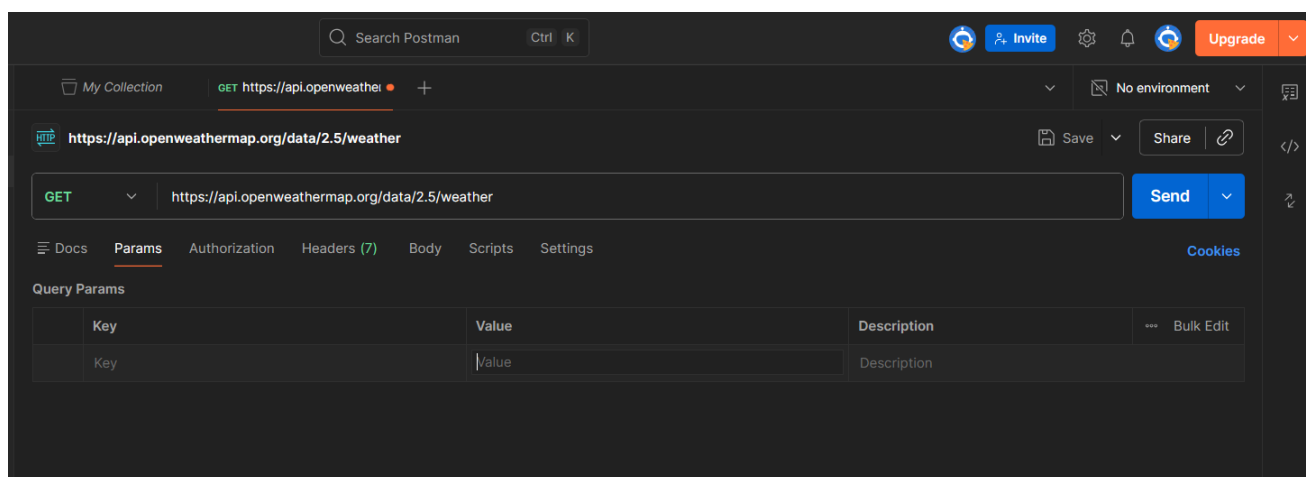 Search Postman Ctrl K Invite Upgrade
My Collection GET https://api.openweather No environment
HTTP https://api.openweathermap.org/data/2.5/weather Save Share
GET https://api.openweathermap.org/data/2.5/weather Send
Docs Params Authorization Headers (7) Body Scripts Settings Cookies
Query Params
Key Value Description Bulk Edit
Key Value Description